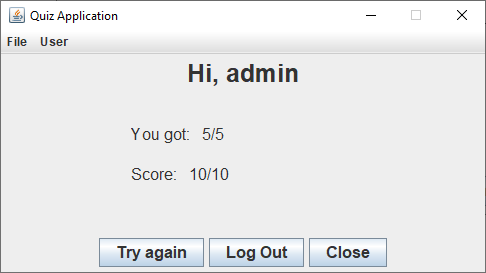 Quiz Application
File User
Hi, admin
You got: 5/5
Score: 10/10
Try again Log Out Close